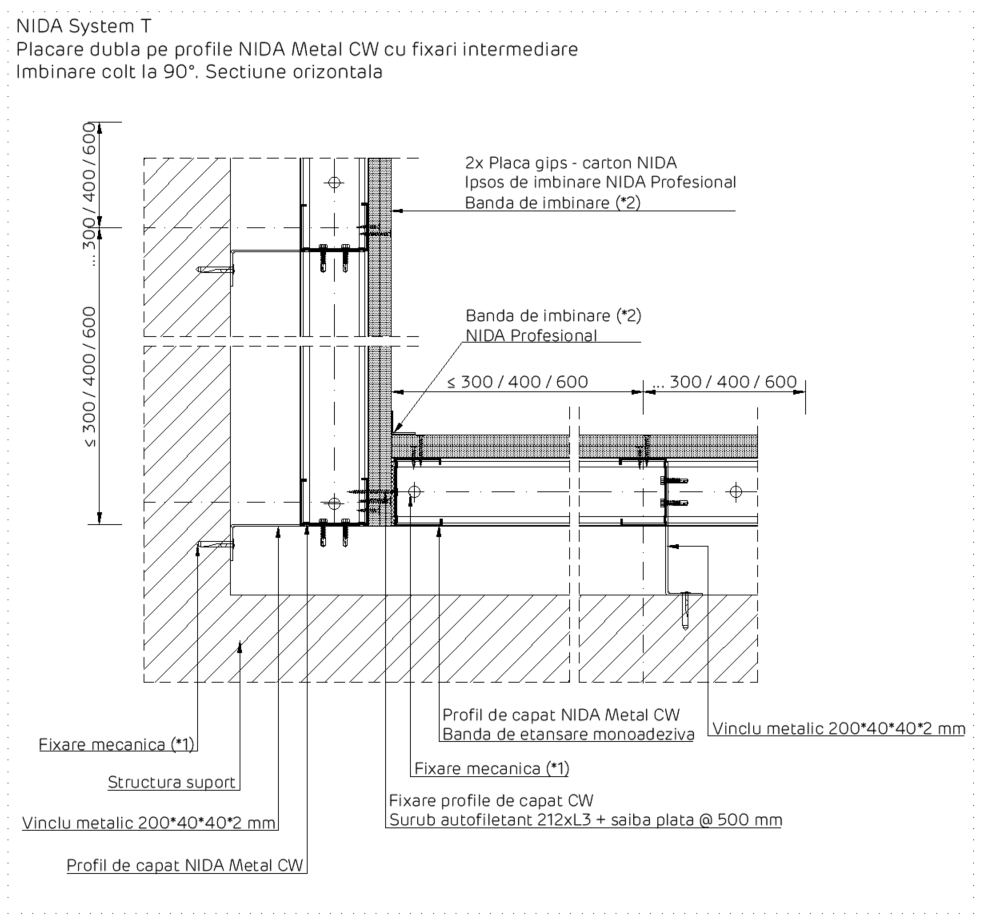 NIDA System T
Placare dubla pe profile NIDA Metal CW cu fixari intermediare
Imbinare colt la 90°. Sectiune orizontala
... 300 / 400 / 600
≤ 300 / 400 / 600
2x Placa gips - carton NIDA
Ipsos de imbinare NIDA Profesional
Banda de imbinare (*2)
Banda de imbinare (*2)
NIDA Profesional
≤ 300 / 400 / 600
... 300 / 400 / 600
Profil de capat NIDA Metal CW
Banda de etansare monoadeziva
Vinclu metalic 200*40*40*2 mm
Fixare mecanica (*1)
Fixare mecanica (*1)
Structura suport
Fixare profile de capat CW
Surub autofiletant 212xL3 + saiba plata @ 500 mm
Vinclu metalic 200*40*40*2 mm
Profil de capat NIDA Metal CW